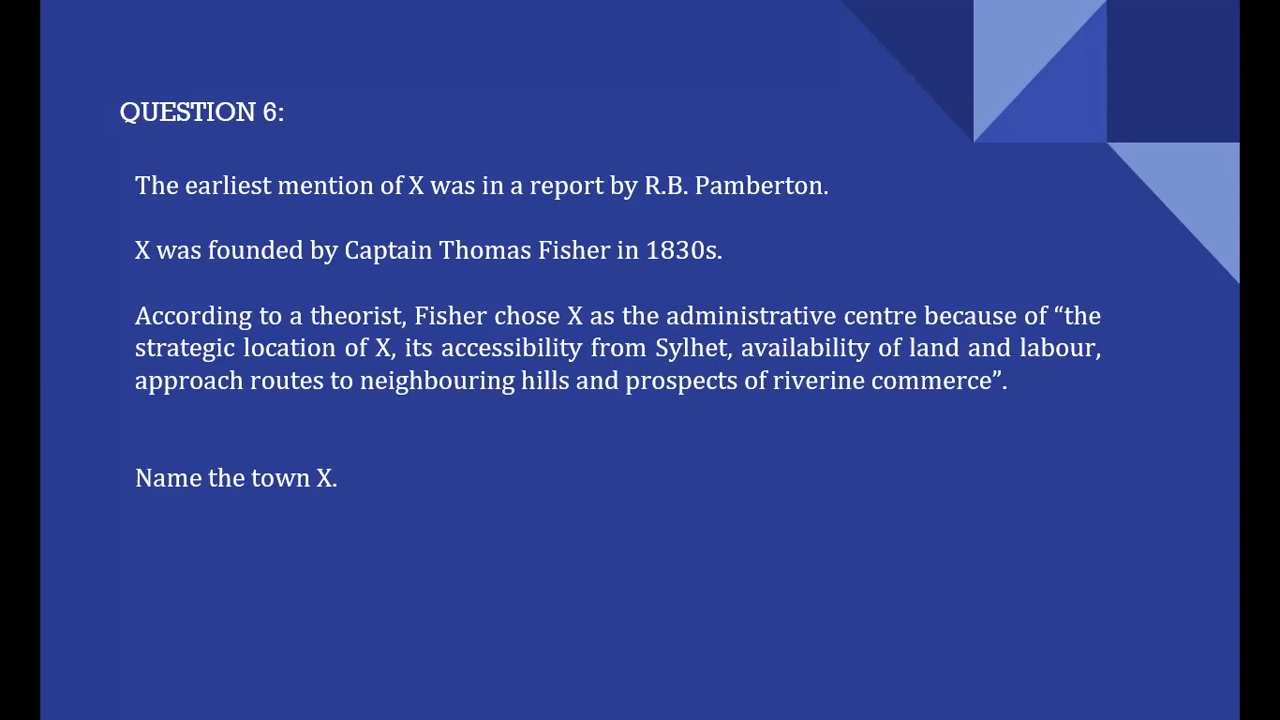 QUESTION 6:
The earliest mention of X was in a report by R.B. Pamberton.
X was founded by Captain Thomas Fisher in 1830s.
According to a theorist, Fisher chose X as the administrative centre because of “the
strategic location of X, its accessibility from Sylhet, availability of land and labour,
approach routes to neighbouring hills and prospects of riverine commerce”.
Name the town X.